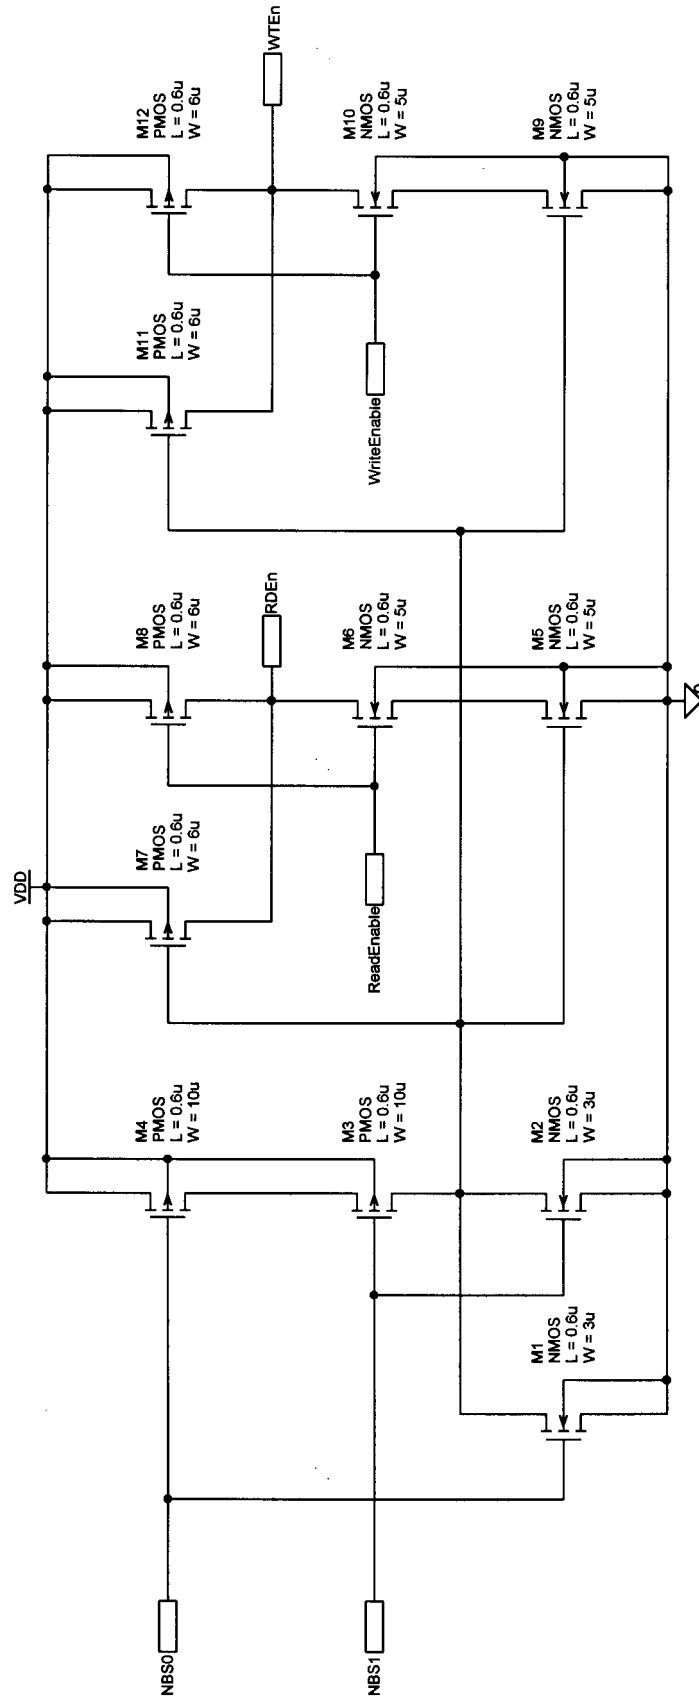 NBS0
NBS1
M1
NMOS
L = 0.6u
W = 3u
M4
PMOS
L = 0.6u
W = 10u
M3
PMOS
L = 0.6u
W = 10u
M2
NMOS
L = 0.6u
W = 3u
VDD
M7
PMOS
L = 0.6u
W = 6u
ReadEnable
M8
PMOS
L = 0.6u
W = 6u
RDEn
M6
NMOS
L = 0.6u
W = 5u
M5
NMOS
L = 0.6u
W = 5u
M11
PMOS
L = 0.6u
W = 6u
WriteEnable
M12
PMOS
L = 0.6u
W = 6u
WTEn
M10
NMOS
L = 0.6u
W = 5u
M9
NMOS
L = 0.6u
W = 5u